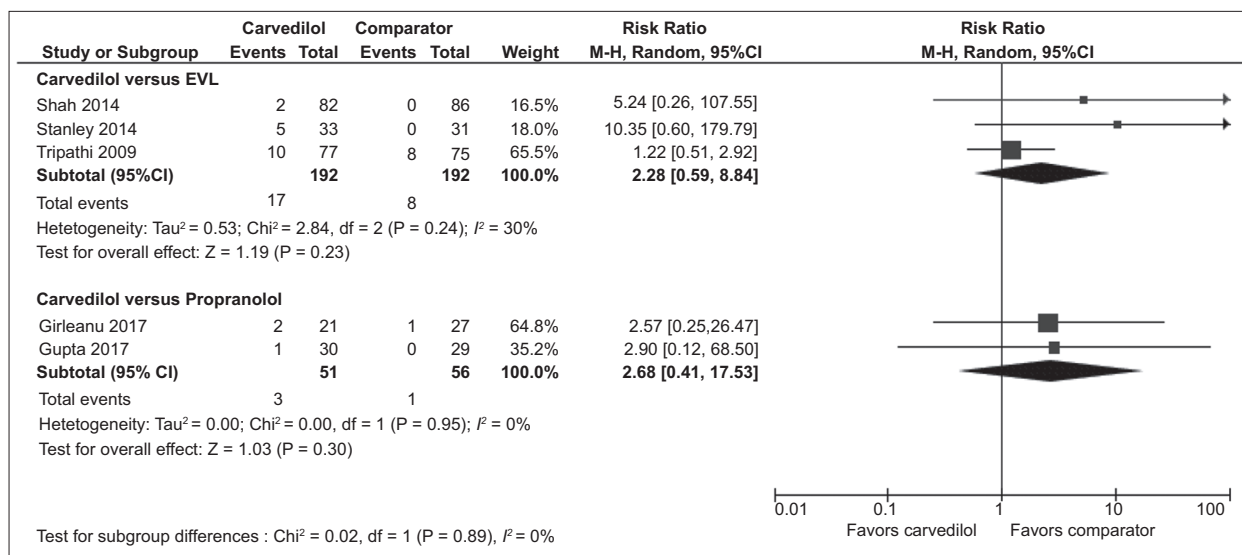 Carvedilol Comparator Risk Ratio Risk Ratio
Study or Subgroup Events Total Events Total Weight M-H, Random, 95%CI M-H, Random, 95%CI
Carvedilol versus EVL
Shah 2014 2 82 0 86 16.5% 5.24 [0.26, 107.55]
Stanley 2014 5 33 0 31 18.0% 10.35 [0.60, 179.79]
Tripathi 2009 10 77 8 75 65.5% 1.22 [0.51, 2.92]
Subtotal (95%CI) 192 192 100.0% 2.28 [0.59, 8.84]
Total events 17 8
Hetetogeneity: Tau² = 0.53; Chi² = 2.84, df = 2 (P = 0.24); I² = 30%
Test for overall effect: Z = 1.19 (P = 0.23)
Carvedilol versus Propranolol
Girleanu 2017 2 21 1 27 64.8% 2.57 [0.25,26.47]
Gupta 2017 1 30 0 29 35.2% 2.90 [0.12, 68.50]
Subtotal (95% CI) 51 56 100.0% 2.68 [0.41, 17.53]
Total events 3 1
Hetetogeneity: Tau² = 0.00; Chi² = 0.00, df = 1 (P = 0.95); I² = 0%
Test for overall effect: Z = 1.03 (P = 0.30)
0.01 0.1 1 10 100
Favors carvedilol Favors comparator
Test for subgroup differences : Chi² = 0.02, df = 1 (P = 0.89), I² = 0%